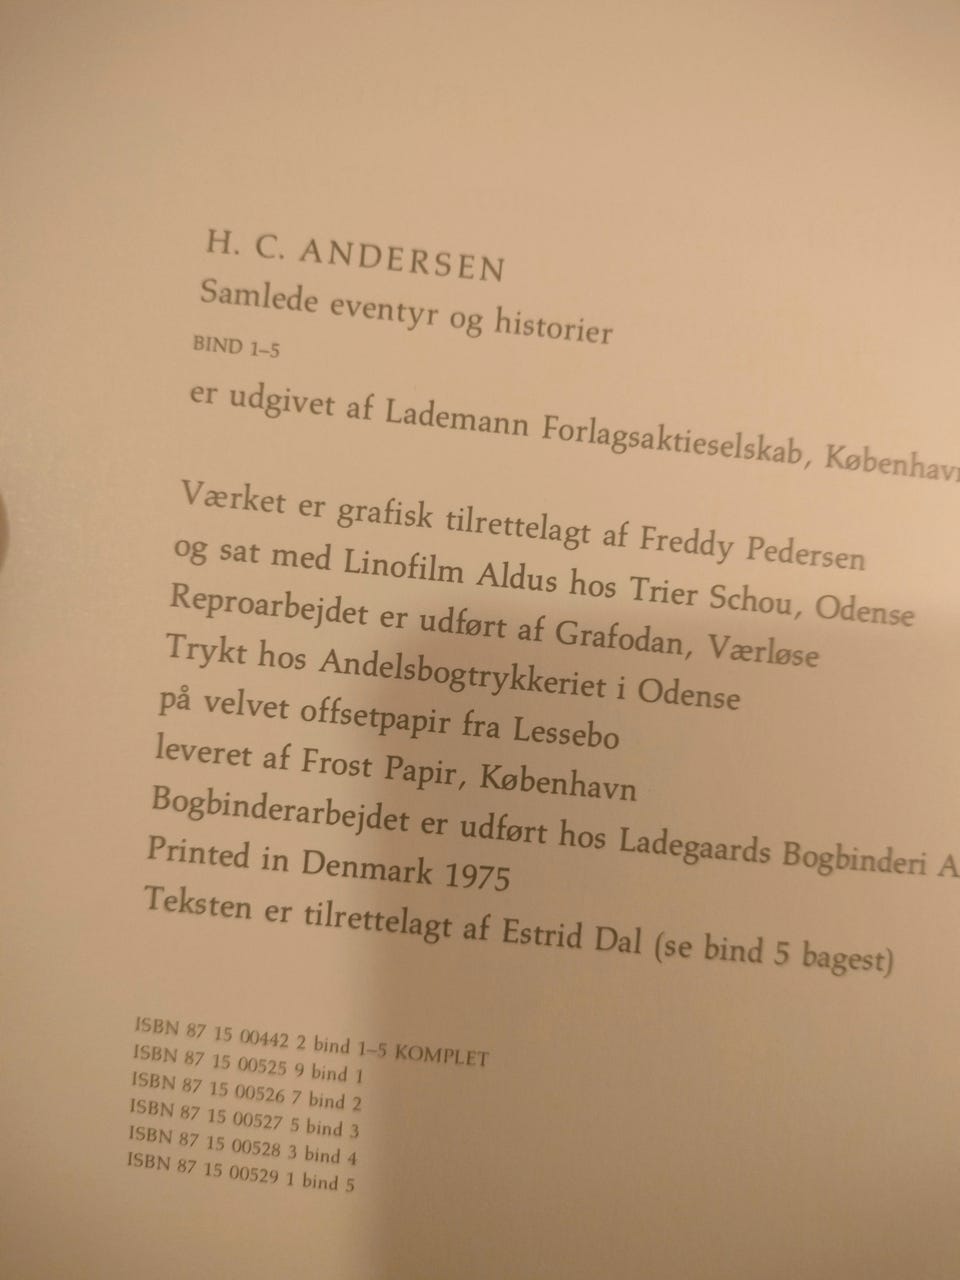 H. C. ANDERSEN
Samlede eventyr og historier
BIND 1–5
er udgivet af Lademann Forlagsaktieselskab, København
Værket er grafisk tilrettelagt af Freddy Pedersen
og sat med Linofilm Aldus hos Trier Schou, Odense
Reproarbejdet er udført af Grafodan, Værløse
Trykt hos Andelsbogtrykkeriet i Odense
på velvet offsetpapir fra Lessebo
leveret af Frost Papir, København
Bogbinderarbejdet er udført hos Ladegaards Bogbinderi A
Printed in Denmark 1975
Teksten er tilrettelagt af Estrid Dal (se bind 5 bagest)
ISBN 87 15 00442 2 bind 1–5 KOMPLET
ISBN 87 15 00525 9 bind 1
ISBN 87 15 00526 7 bind 2
ISBN 87 15 00527 5 bind 3
ISBN 87 15 00528 3 bind 4
ISBN 87 15 00529 1 bind 5